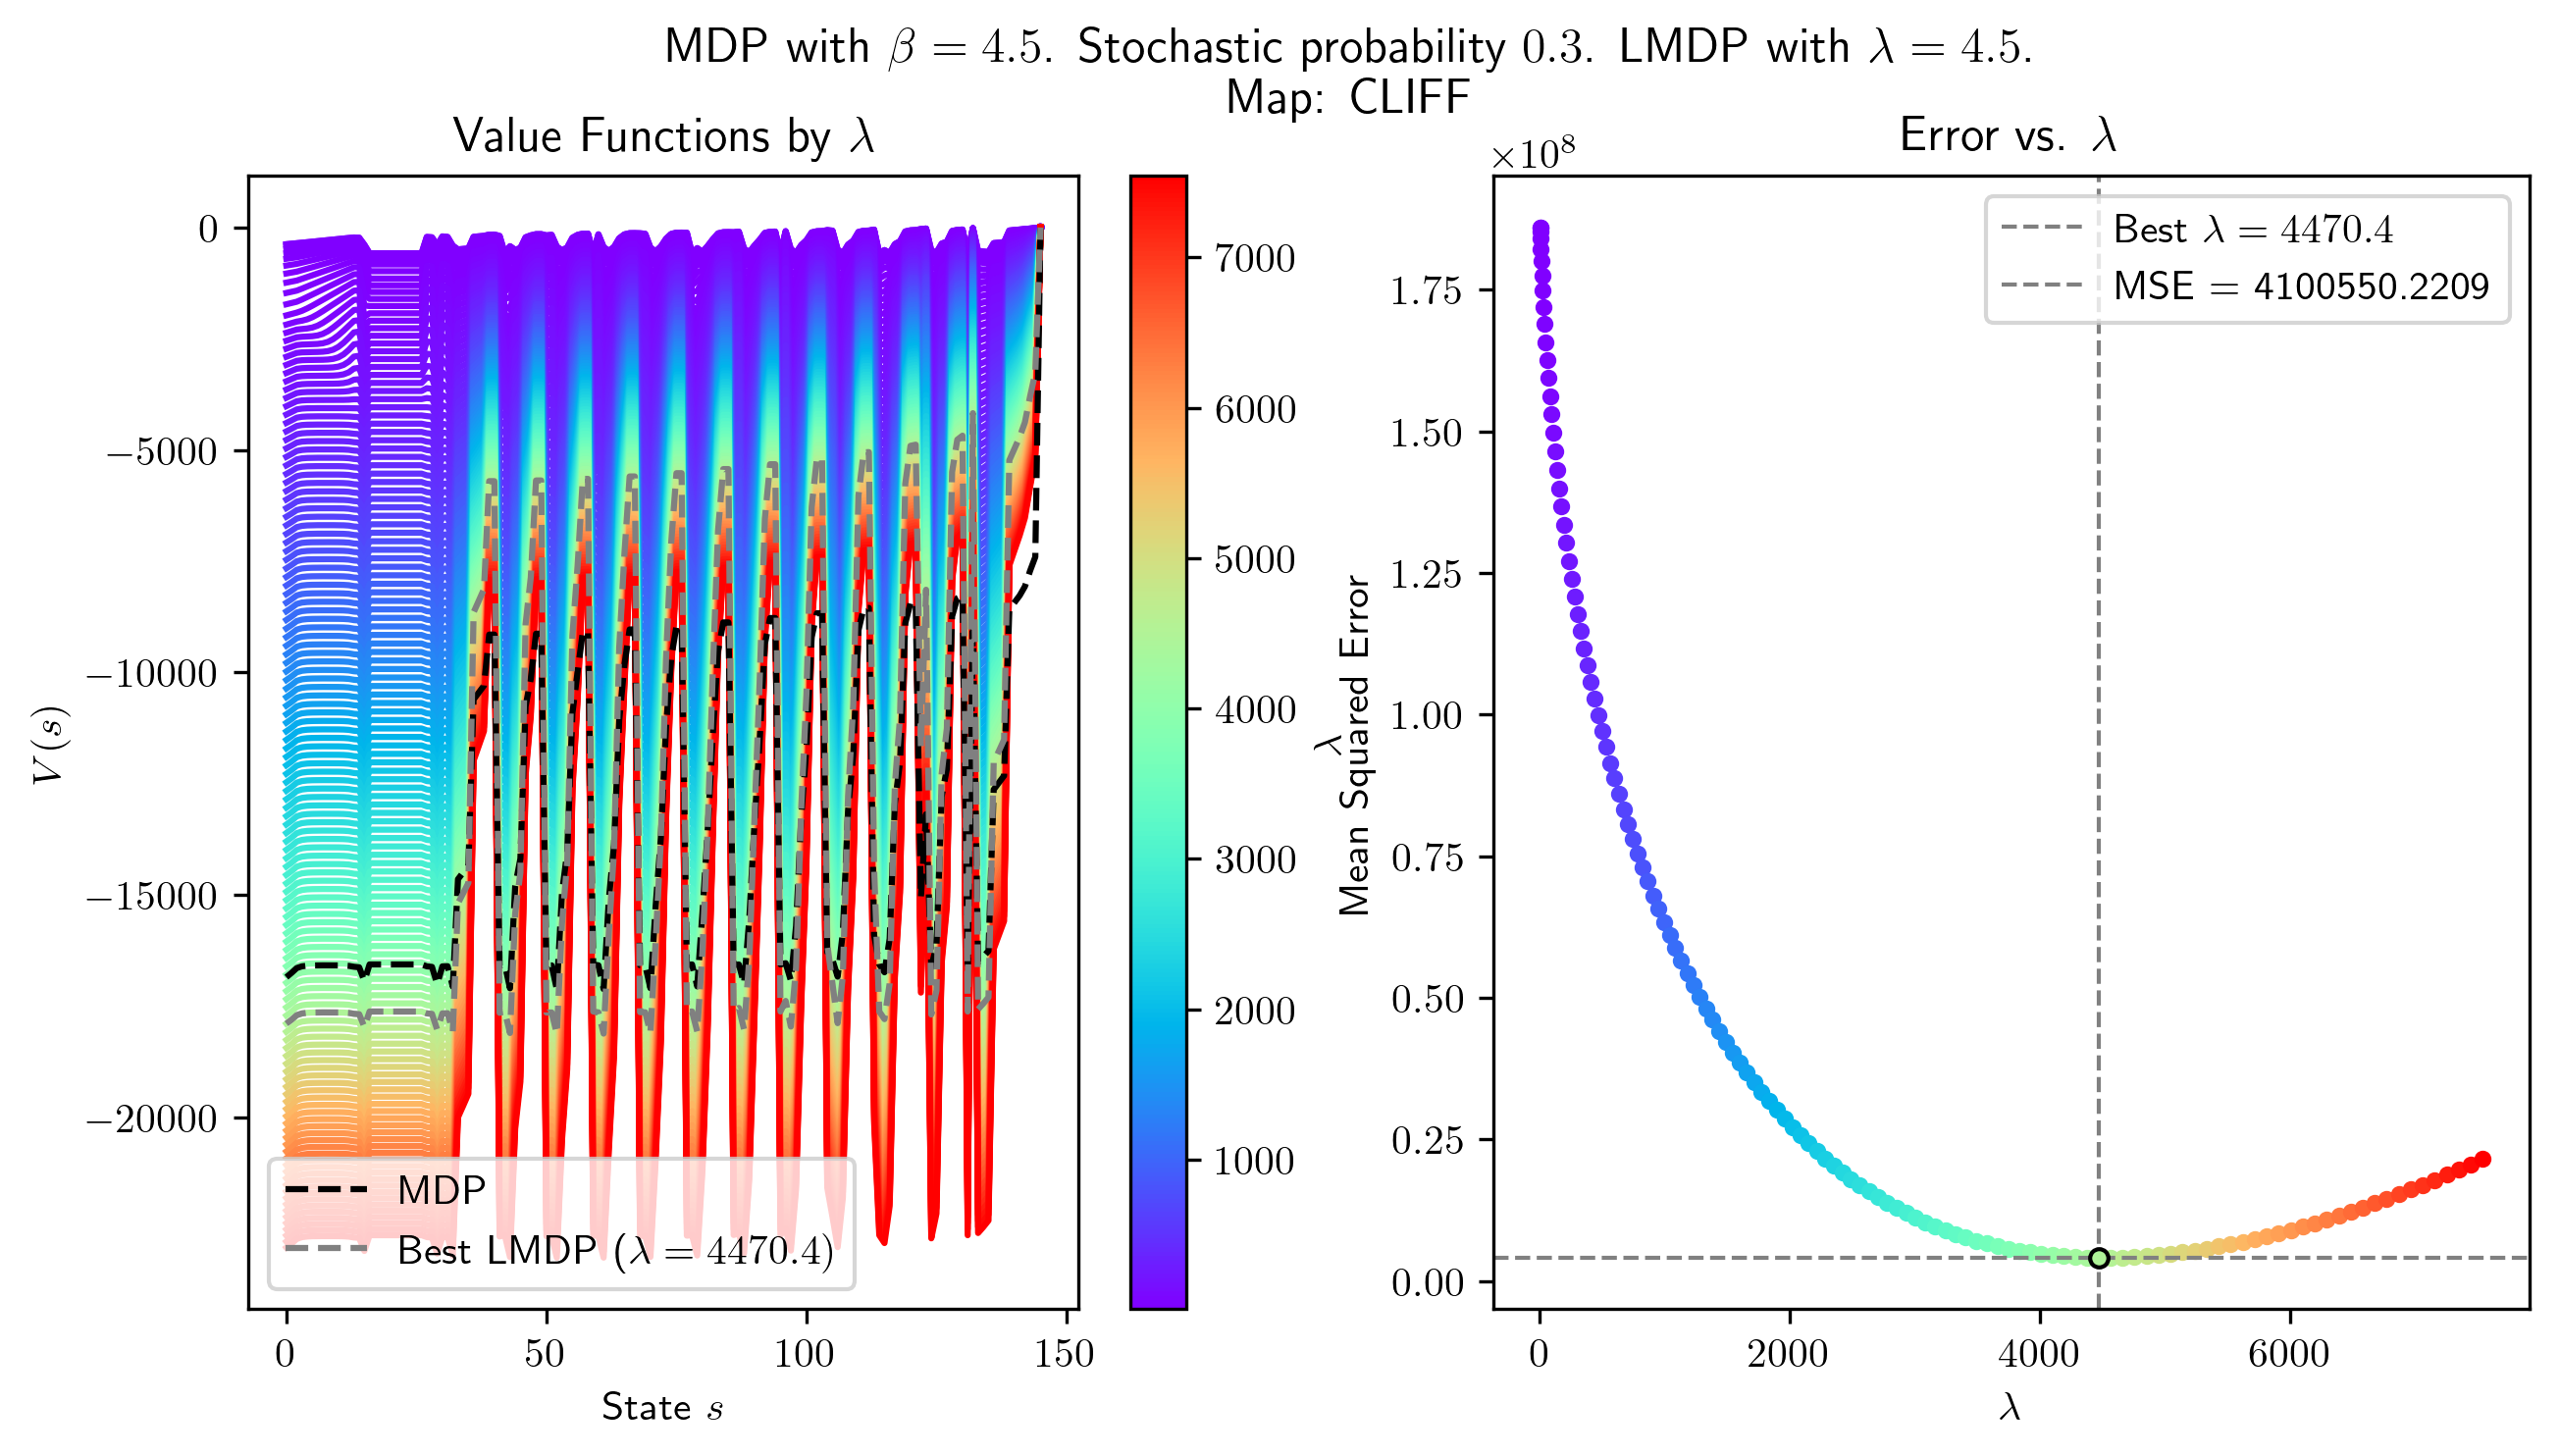 MDP with β = 4.5. Stochastic probability 0.3. LMDP with λ = 4.5.
Map: CLIFF
Value Functions by λ
0
−5000
−10000
−15000
−20000
V(s)
0
50
100
150
State s
MDP
Best LMDP (λ = 4470.4)
7000
6000
5000
4000
3000
2000
1000
λ
Error vs. λ
×10⁸
1.75
1.50
1.25
1.00
0.75
0.50
0.25
0.00
Mean Squared Error
0
2000
4000
6000
λ
Best λ = 4470.4
MSE = 4100550.2209